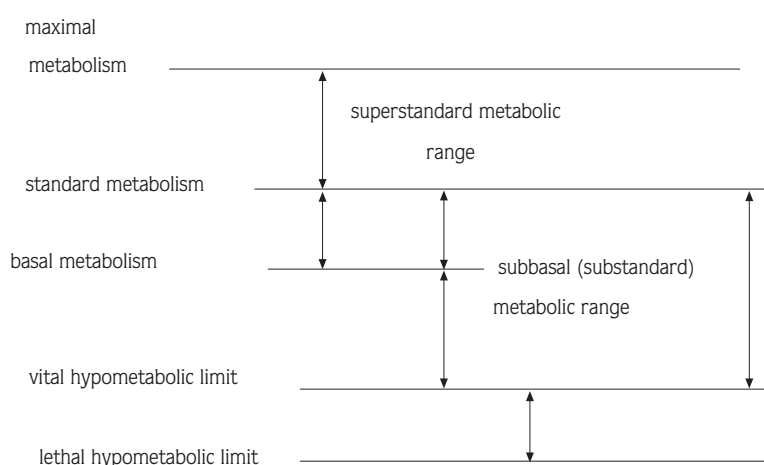 maximal
metabolism
superstandard metabolic
range
standard metabolism
basal metabolism
subbasal (substandard)
metabolic range
vital hypometabolic limit
lethal hypometabolic limit